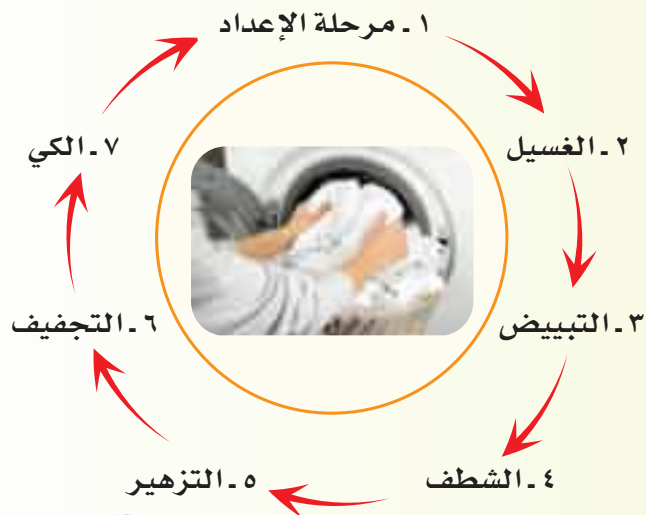 ١ ـ مرحلة الإعداد
٢ ـ الغسيل
٣ ـ التبييض
٤ ـ الشطف
٥ ـ التزهير
٦ ـ التجفيف
٧ ـ الكي